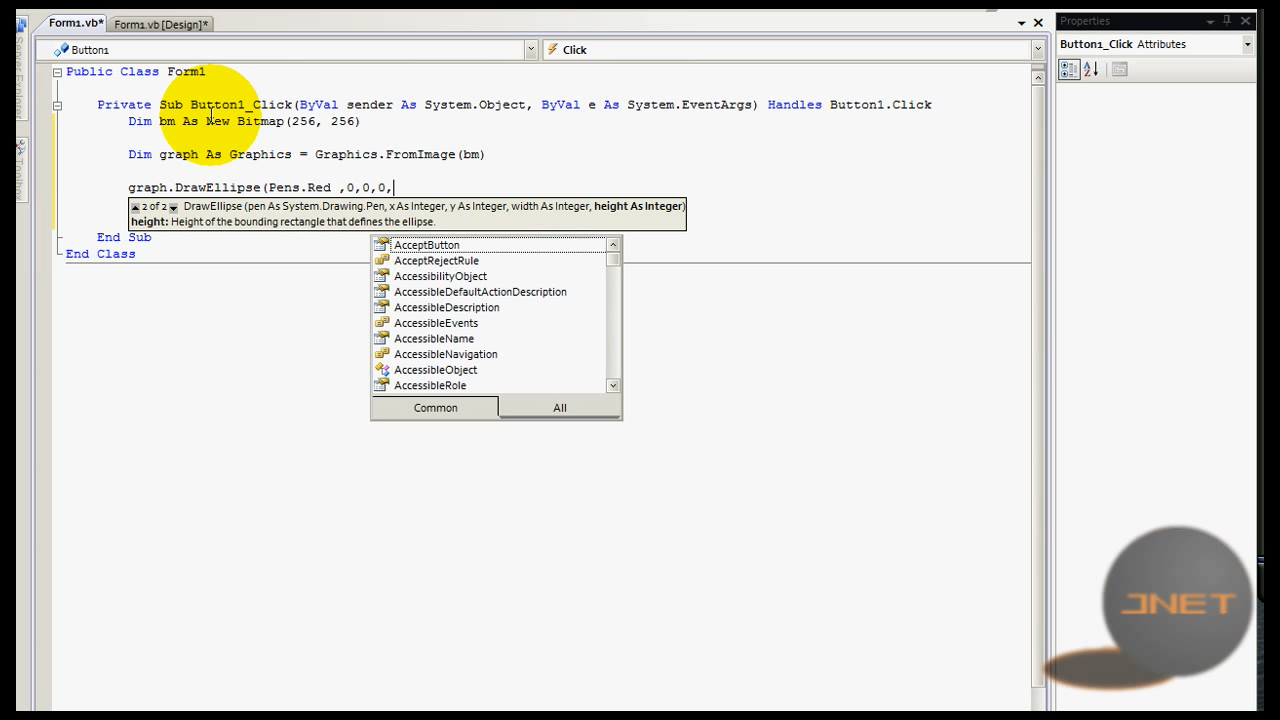 Form1.vb* Form1.vb [Design]*
Properties
Button1 Click
Button1_Click Attributes
Public Class Form1
Private Sub Button1_Click(ByVal sender As System.Object, ByVal e As System.EventArgs) Handles Button1.Click
Dim bm As New Bitmap(256, 256)
Dim graph As Graphics = Graphics.FromImage(bm)
graph.DrawEllipse(Pens.Red ,0,0,0,
2 of 2 DrawEllipse (pen As System.Drawing.Pen, x As Integer, y As Integer, width As Integer, height As Integer)
height: Height of the bounding rectangle that defines the ellipse.
End Sub
End Class
AcceptButton
AcceptRejectRule
AccessibilityObject
AccessibleDefaultActionDescription
AccessibleDescription
AccessibleEvents
AccessibleName
AccessibleNavigation
AccessibleObject
AccessibleRole
Common All
Toolbox
JNET